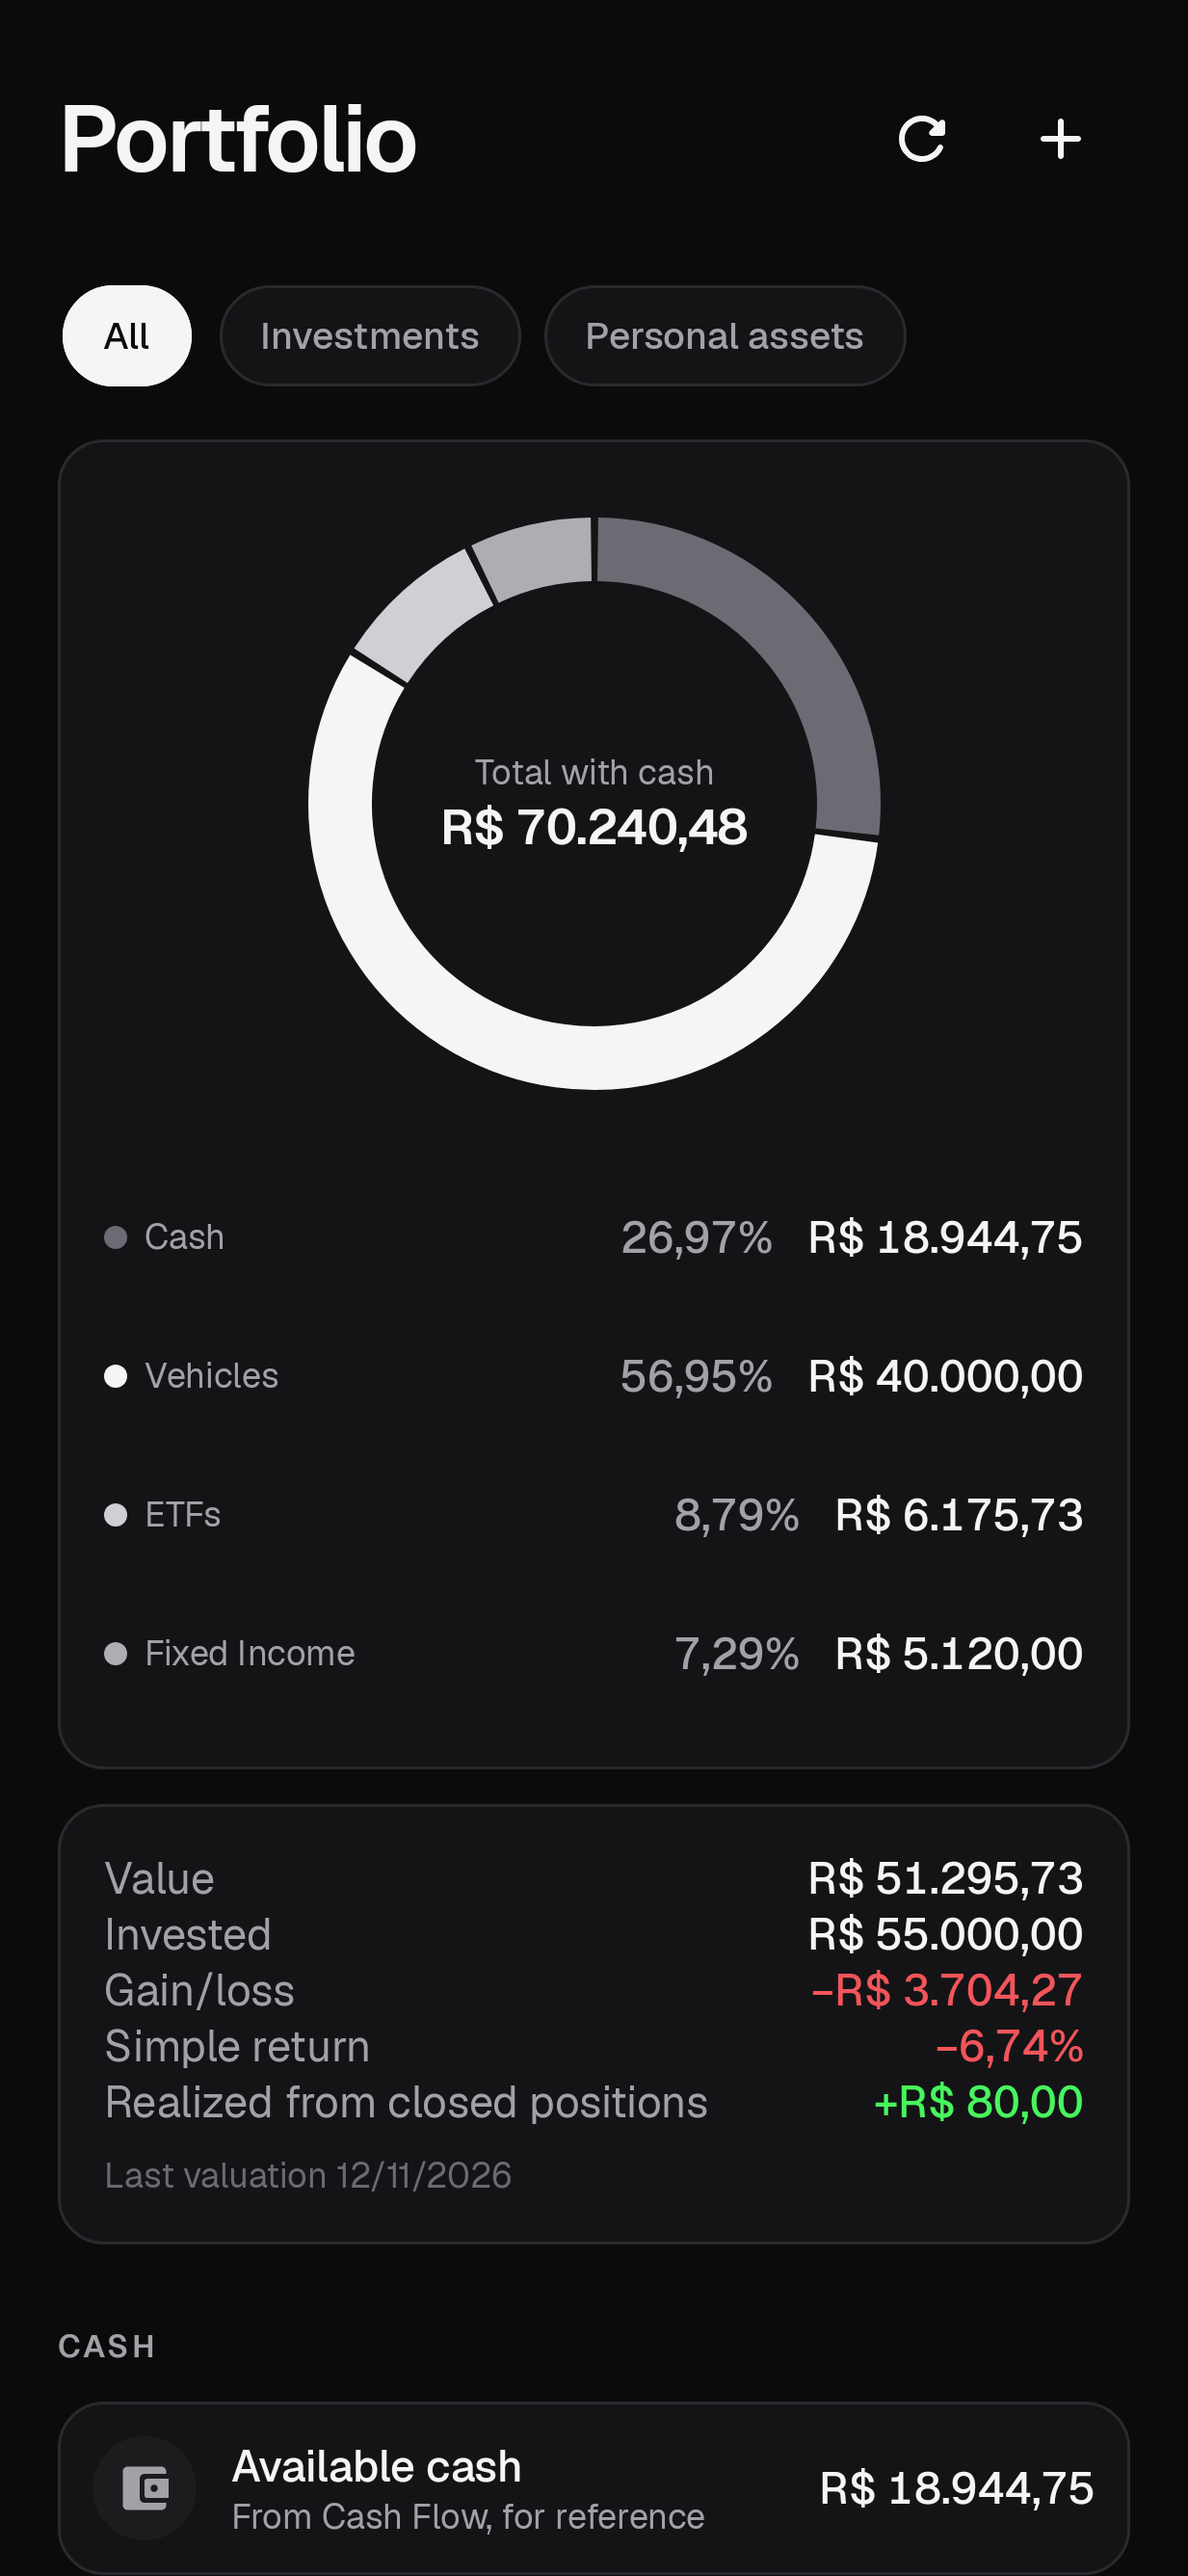 Portfolio
All Investments Personal assets
Total with cash
R$ 70.240,48
Cash 26,97% R$ 18.944,75
Vehicles 56,95% R$ 40.000,00
ETFs 8,79% R$ 6.175,73
Fixed Income 7,29% R$ 5.120,00
Value R$ 51.295,73
Invested R$ 55.000,00
Gain/loss −R$ 3.704,27
Simple return −6,74%
Realized from closed positions +R$ 80,00
Last valuation 12/11/2026
CASH
Available cash
From Cash Flow, for reference
R$ 18.944,75